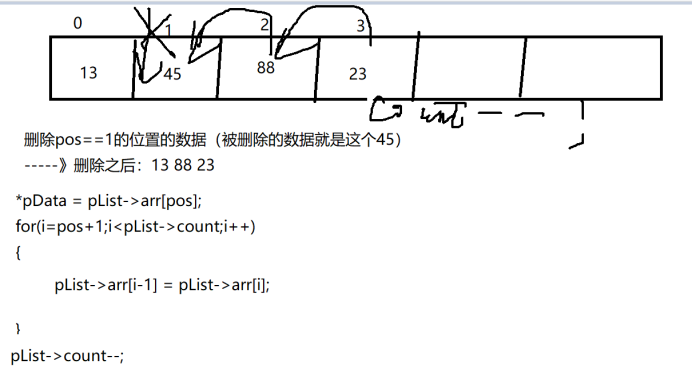 0 1 2 3
13 45 88 23
删除pos==1的位置的数据（被删除的数据就是这个45）
-----》删除之后：13 88 23
*pData = pList->arr[pos];
for(i=pos+1;i<pList->count;i++)
{
pList->arr[i-1] = pList->arr[i];
}
pList->count--;